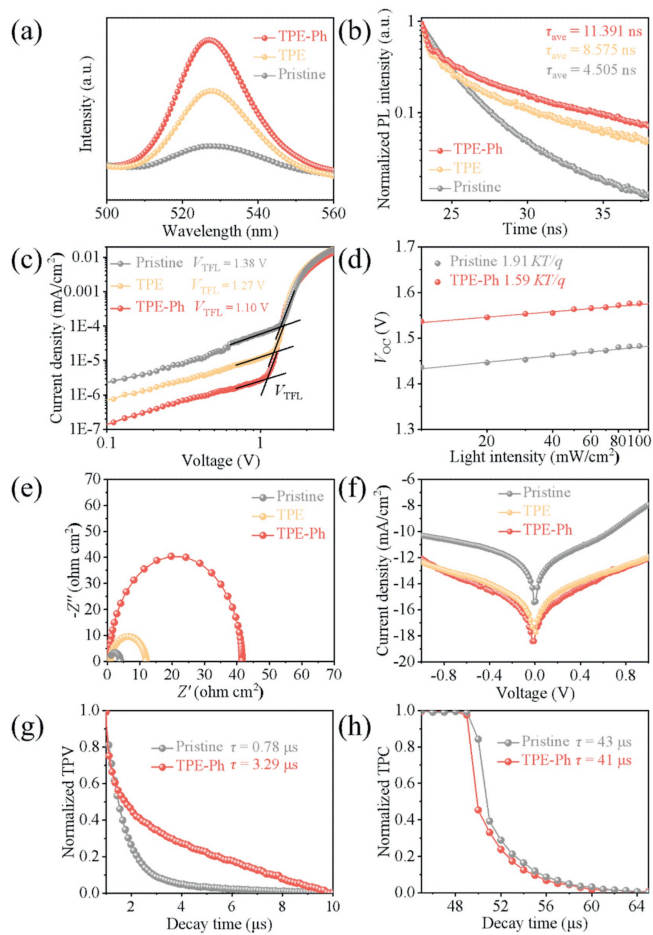 (a)
TPE-Ph
TPE
Pristine
Intensity (a.u.)
500 520 540 560
Wavelength (nm)
(b)
τave = 11.391 ns
τave = 8.575 ns
τave = 4.505 ns
TPE-Ph
TPE
Pristine
Normalized PL intensity (a.u.)
0.1
25 30 35
Time (ns)
(c)
Pristine VTFL = 1.38 V
TPE VTFL = 1.27 V
TPE-Ph VTFL = 1.10 V
VTFL
Current density (mA/cm²)
0.01
0.001
1E-4
1E-5
1E-6
1E-7
0.1 1
Voltage (V)
(d)
Pristine 1.91 KT/q
TPE-Ph 1.59 KT/q
VOC (V)
1.7
1.6
1.5
1.4
1.3
20 40 60 80 100
Light intensity (mW/cm²)
(e)
Pristine
TPE
TPE-Ph
-Z'' (ohm cm²)
70
60
50
40
30
20
10
0
0 10 20 30 40 50 60 70
Z' (ohm cm²)
(f)
Pristine
TPE
TPE-Ph
Current density (mA/cm²)
-6
-8
-10
-12
-14
-16
-18
-20
-0.8 -0.4 0.0 0.4 0.8
Voltage (V)
(g)
Pristine τ = 0.78 μs
TPE-Ph τ = 3.29 μs
Normalized TPV
1.0
0.8
0.6
0.4
0.2
0.0
2 4 6 8 10
Decay time (μs)
(h)
Pristine τ = 43 μs
TPE-Ph τ = 41 μs
Normalized TPC
1.0
0.8
0.6
0.4
0.2
0.0
48 52 56 60 64
Decay time (μs)